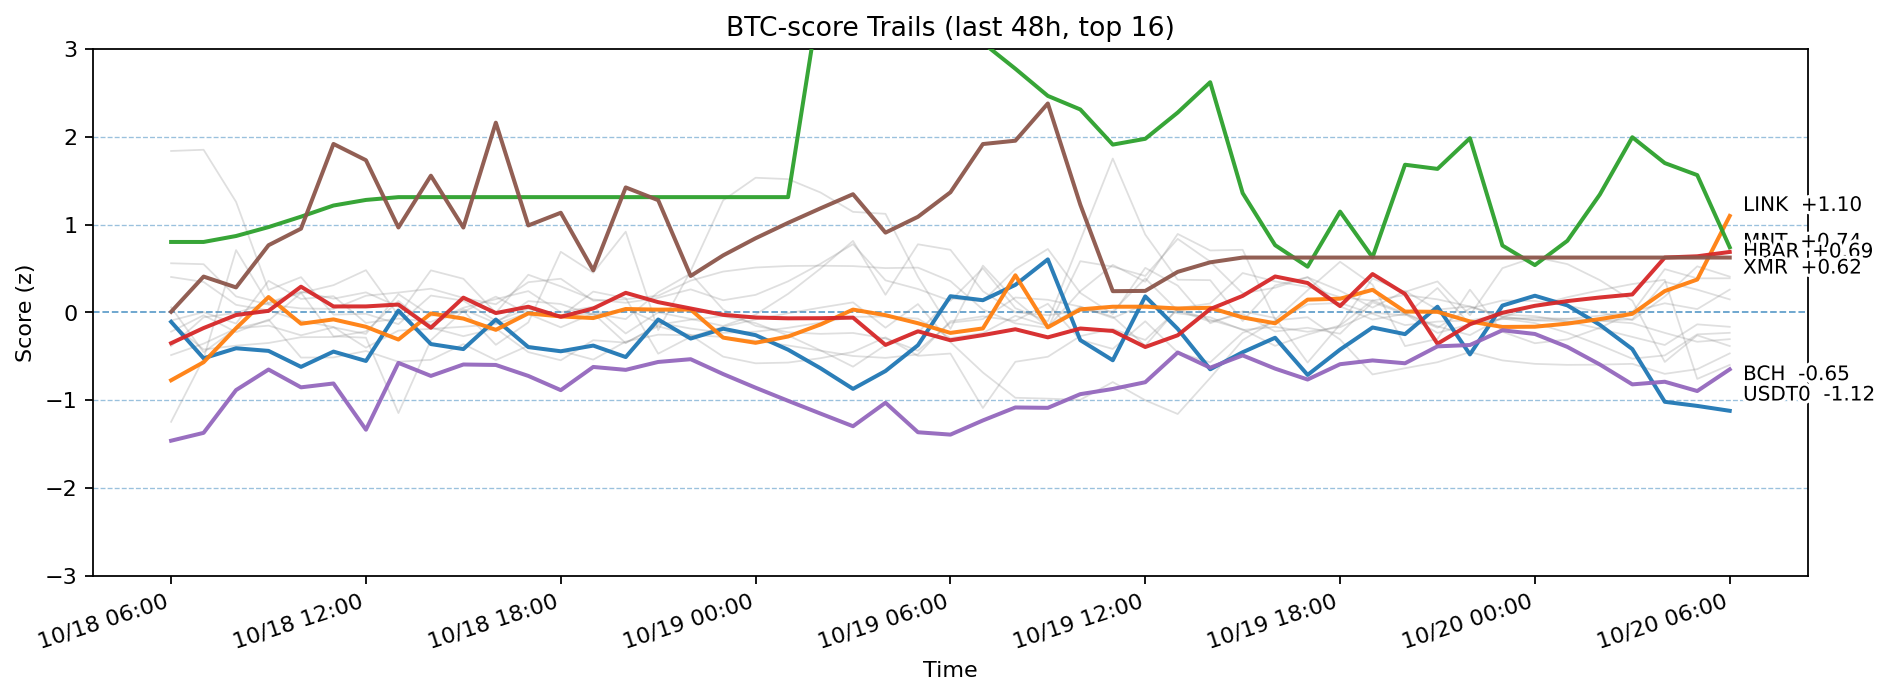 BTC-score Trails (last 48h, top 16)
Score (z)
3
2
1
0
−1
−2
−3
LINK +1.10
MNT +0.74
HBAR +0.69
XMR +0.62
BCH -0.65
USDT0 -1.12
10/18 06:00
10/18 12:00
10/18 18:00
10/19 00:00
10/19 06:00
10/19 12:00
10/19 18:00
10/20 00:00
10/20 06:00
Time